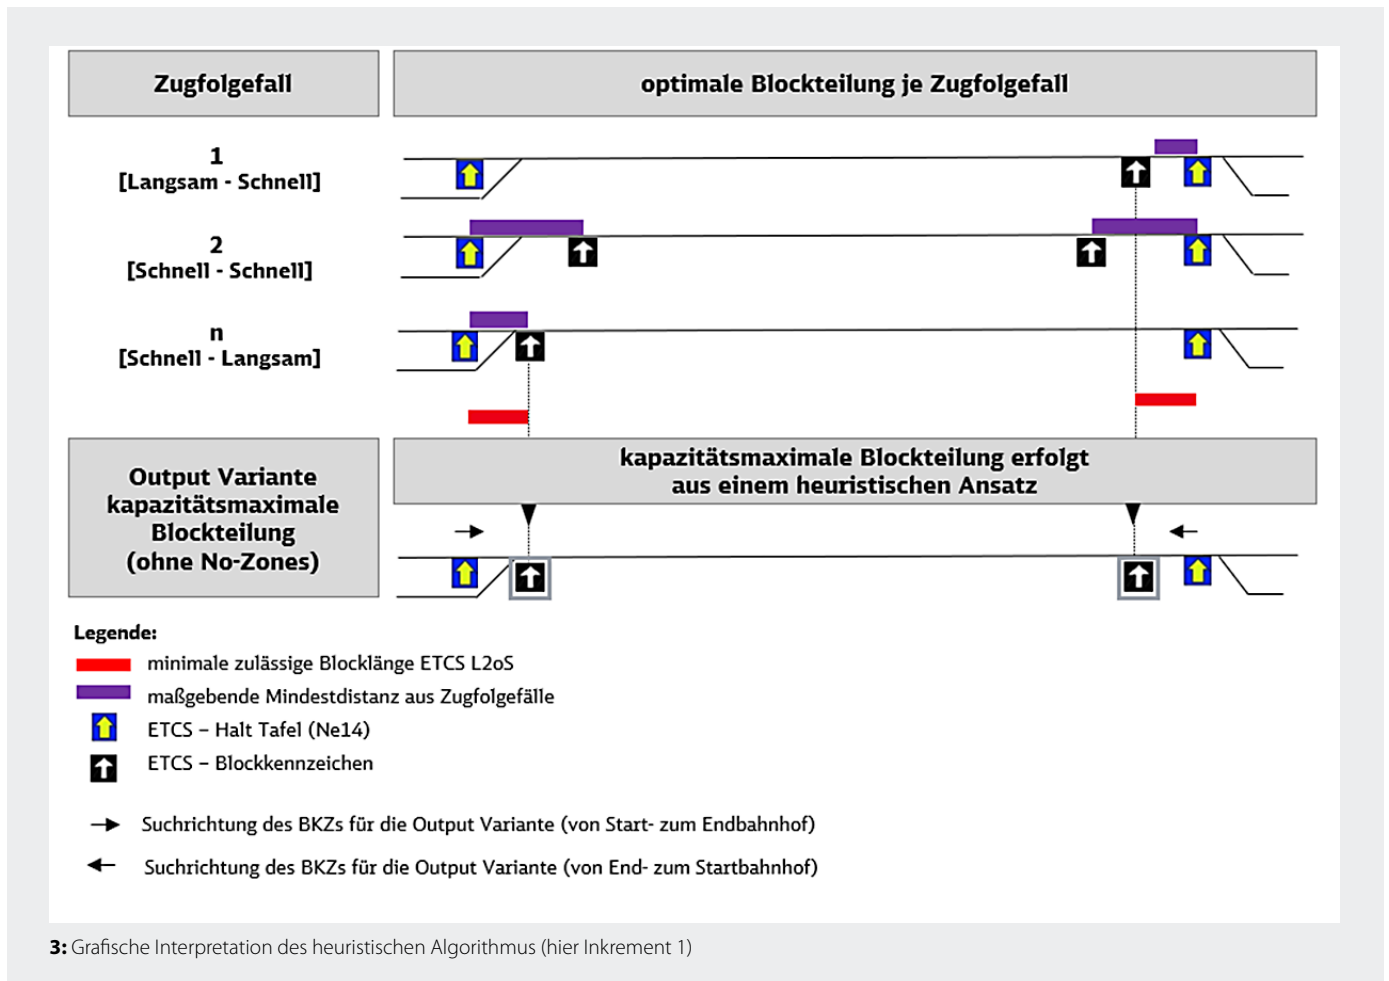 Zugfolgefall
optimale Blockteilung je Zugfolgefall
1
[Langsam - Schnell]
2
[Schnell - Schnell]
n
[Schnell - Langsam]
Output Variante
kapazitätsmaximale
Blockteilung
(ohne No-Zones)
kapazitätsmaximale Blockteilung erfolgt
aus einem heuristischen Ansatz
Legende:
minimale zulässige Blocklänge ETCS L2oS
maßgebende Mindestdistanz aus Zugfolgefälle
ETCS – Halt Tafel (Ne14)
ETCS – Blockkennzeichen
Suchrichtung des BKZs für die Output Variante (von Start- zum Endbahnhof)
Suchrichtung des BKZs für die Output Variante (von End- zum Startbahnhof)
3: Grafische Interpretation des heuristischen Algorithmus (hier Inkrement 1)